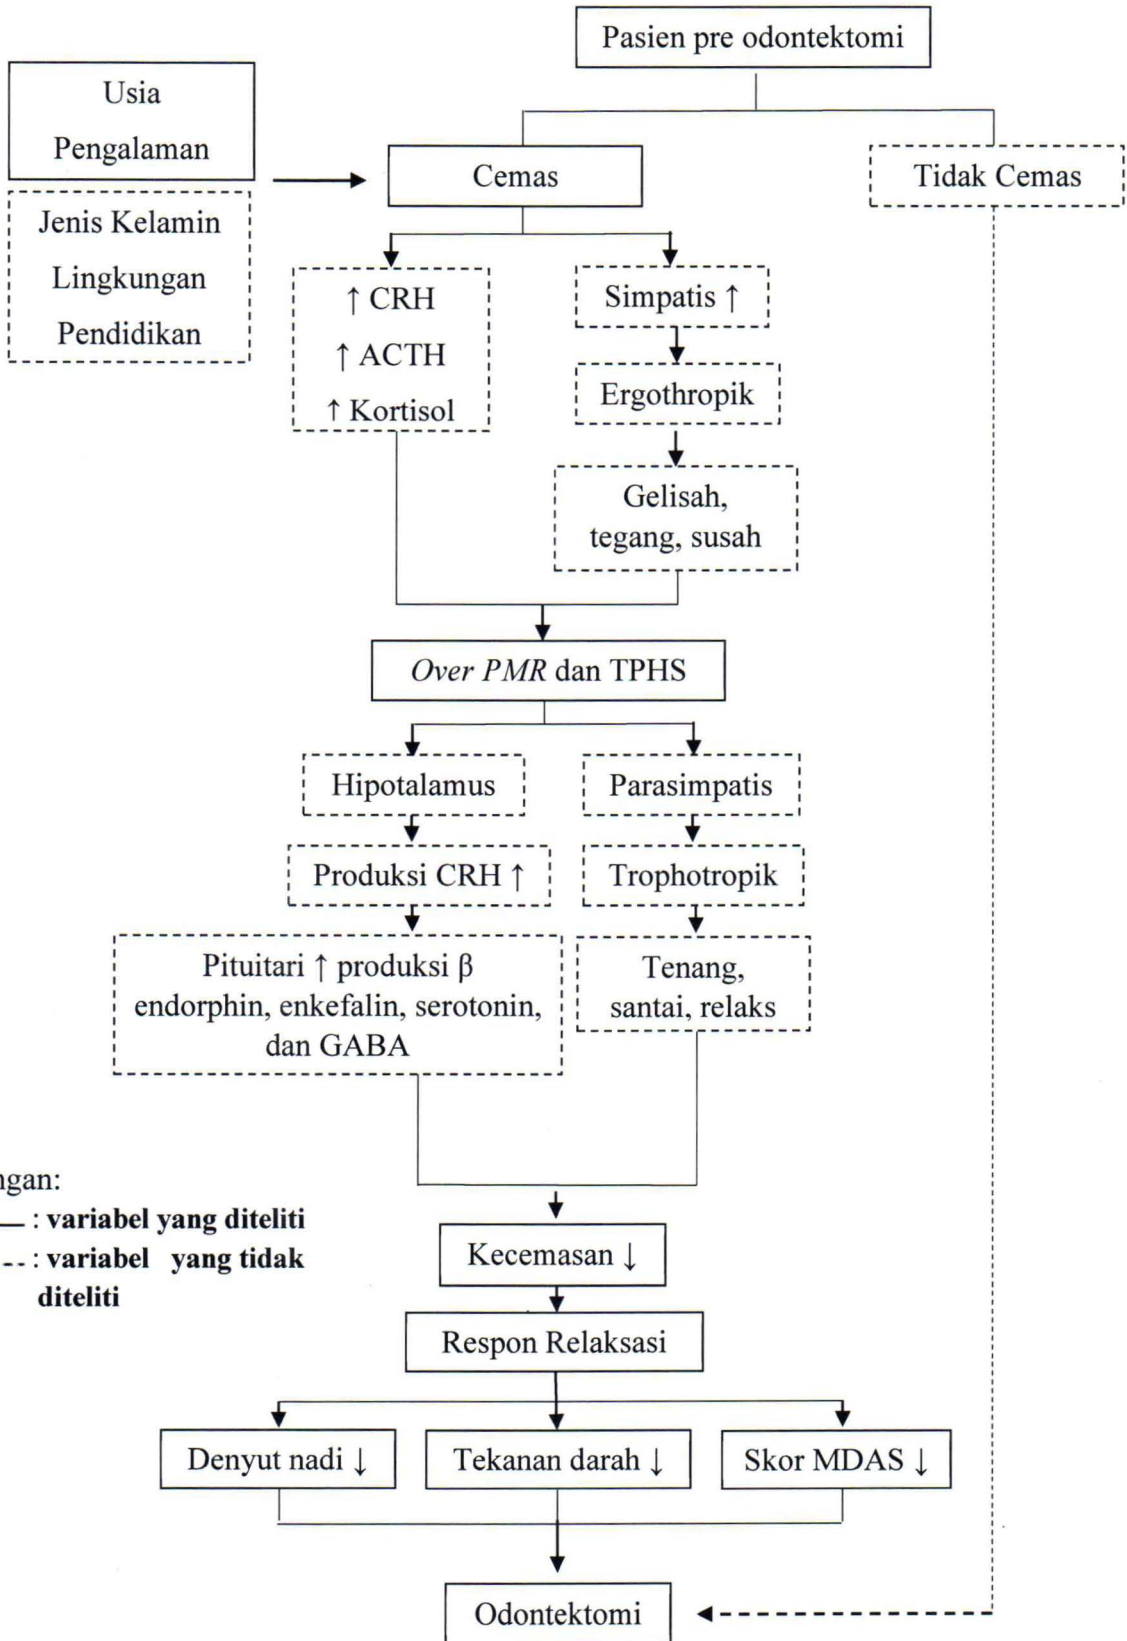 Pasien pre odontektomi
Usia
Pengalaman
Cemas
Tidak Cemas
Jenis Kelamin
Lingkungan
Pendidikan
↑ CRH
↑ ACTH
↑ Kortisol
Simpatis ↑
Ergothropik
Gelisah,
tegang, susah
Over PMR dan TPHS
Hipotalamus
Parasimpatis
Produksi CRH ↑
Trophotropik
Pituitari ↑ produksi β
endorphin, enkefalin, serotonin,
dan GABA
Tenang,
santai, relaks
ngan:
: variabel yang diteliti
: variabel yang tidak
diteliti
Kecemasan ↓
Respon Relaksasi
Denyut nadi ↓
Tekanan darah ↓
Skor MDAS ↓
Odontektomi